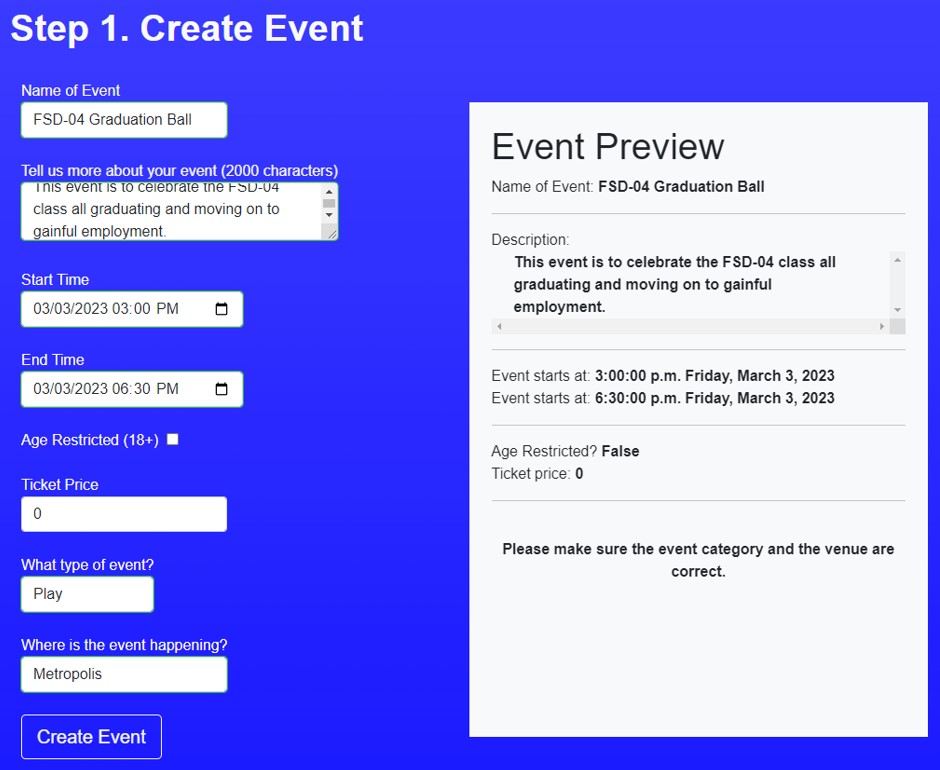 Step 1. Create Event
Name of Event
FSD-04 Graduation Ball
Tell us more about your event (2000 characters)
This event is to celebrate the FSD-04
class all graduating and moving on to
gainful employment.
Start Time
03/03/2023 03:00 PM
End Time
03/03/2023 06:30 PM
Age Restricted (18+)
Ticket Price
0
What type of event?
Play
Where is the event happening?
Metropolis
Create Event
Event Preview
Name of Event: FSD-04 Graduation Ball
Description:
This event is to celebrate the FSD-04 class all
graduating and moving on to gainful
employment.
Event starts at: 3:00:00 p.m. Friday, March 3, 2023
Event starts at: 6:30:00 p.m. Friday, March 3, 2023
Age Restricted? False
Ticket price: 0
Please make sure the event category and the venue are
correct.